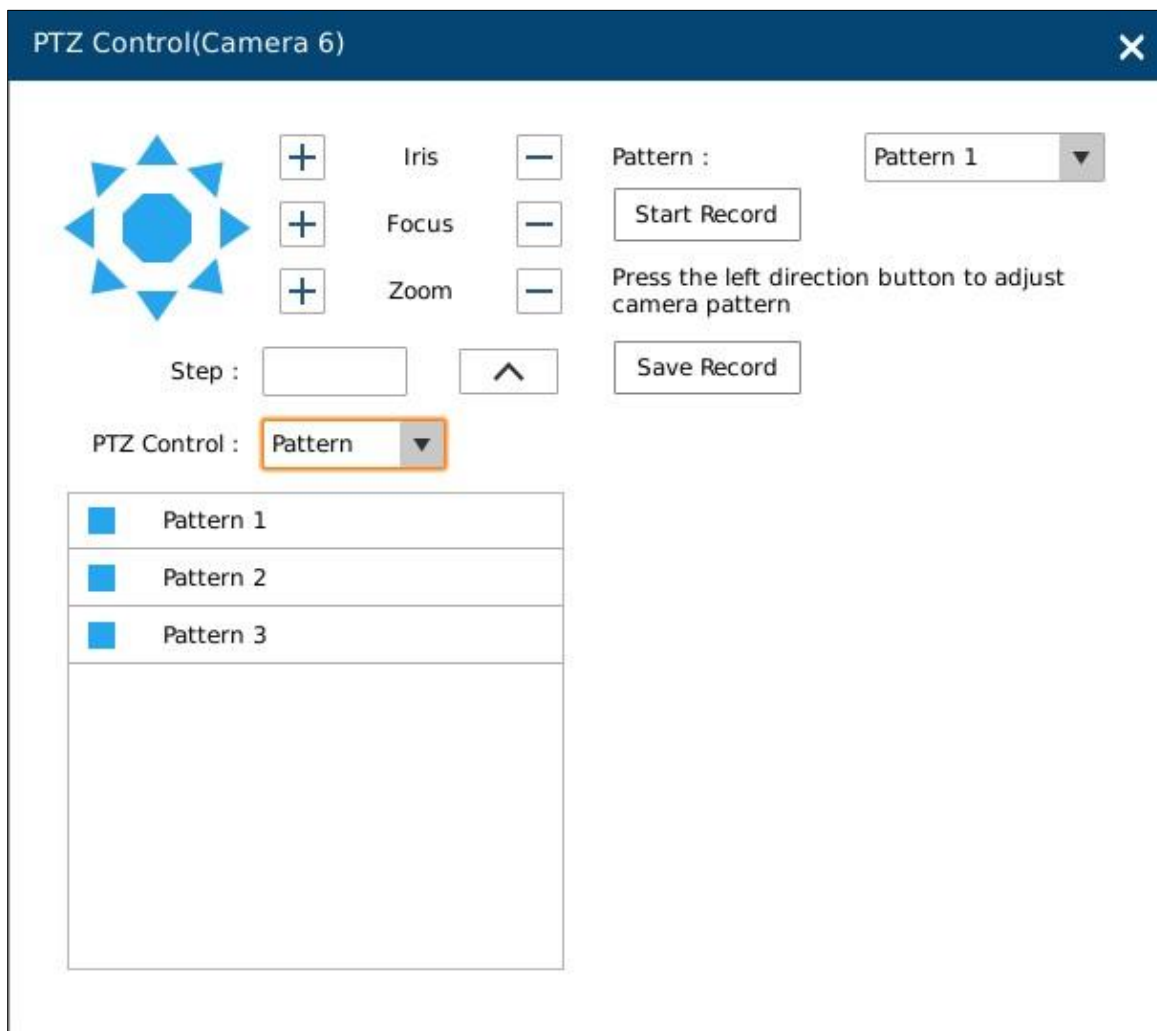 PTZ Control(Camera 6)
Iris
Focus
Zoom
Step :
PTZ Control : Pattern
Pattern 1
Pattern 2
Pattern 3
Pattern : Pattern 1
Start Record
Press the left direction button to adjust
camera pattern
Save Record